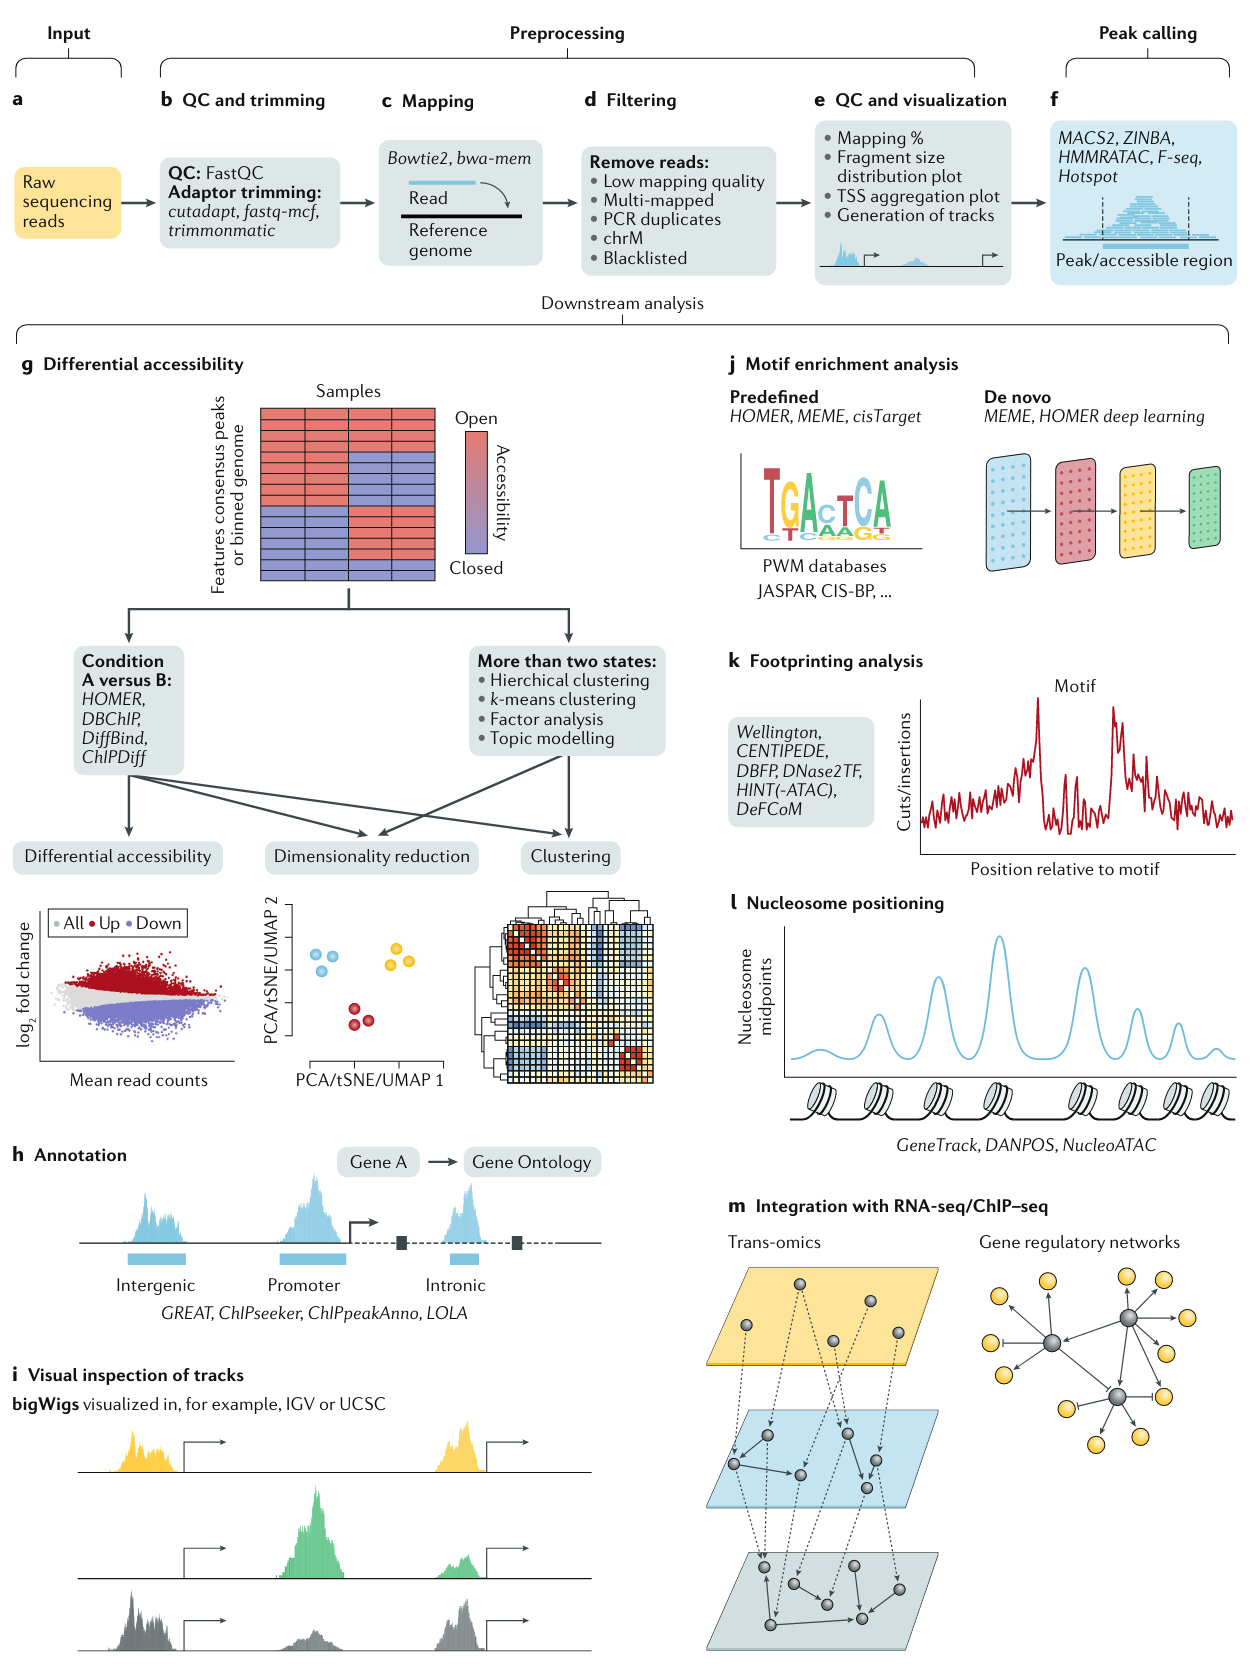 Input
Preprocessing
Peak calling
a
b QC and trimming
c Mapping
d Filtering
e QC and visualization
f
Raw
sequencing
reads
QC: FastQC
Adaptor trimming:
cutadapt, fastq-mcf,
trimmonmatic
Bowtie2, bwa-mem
Read
Reference
genome
Remove reads:
• Low mapping quality
• Multi-mapped
• PCR duplicates
• chrM
• Blacklisted
• Mapping %
• Fragment size
distribution plot
• TSS aggregation plot
• Generation of tracks
MACS2, ZINBA,
HMMRATAC, F-seq,
Hotspot
Peak/accessible region
Downstream analysis
g Differential accessibility
Samples
Features consensus peaks
or binned genome
Open
Accessibility
Closed
Condition
A versus B:
HOMER,
DBChIP,
DiffBind,
ChIPDiff
More than two states:
• Hierchical clustering
• k-means clustering
• Factor analysis
• Topic modelling
Differential accessibility
Dimensionality reduction
Clustering
log2 fold change
All Up Down
Mean read counts
PCA/tSNE/UMAP 2
PCA/tSNE/UMAP 1
h Annotation
Gene A
Gene Ontology
Intergenic
Promoter
Intronic
GREAT, ChIPseeker, ChIPpeakAnno, LOLA
i Visual inspection of tracks
bigWigs visualized in, for example, IGV or UCSC
j Motif enrichment analysis
Predefined
HOMER, MEME, cisTarget
De novo
MEME, HOMER deep learning
TGACTCA
CTCAAGT
GGG
PWM databases
JASPAR, CIS-BP, ...
k Footprinting analysis
Wellington,
CENTIPEDE,
DBFP, DNase2TF,
HINT(-ATAC),
DeFCoM
Motif
Cuts/insertions
Position relative to motif
l Nucleosome positioning
Nucleosome
midpoints
GeneTrack, DANPOS, NucleoATAC
m Integration with RNA-seq/ChIP–seq
Trans-omics
Gene regulatory networks